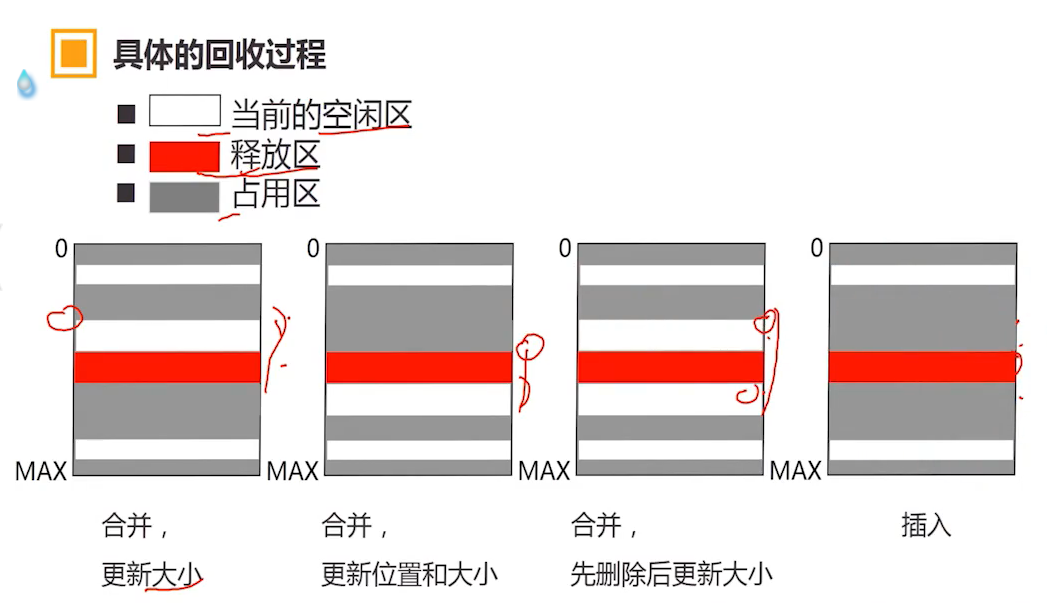 具体的回收过程
当前的空闲区
释放区
占用区
0 0 0 0
MAX MAX MAX MAX
合并， 合并， 合并， 插入
更新大小 更新位置和大小 先删除后更新大小